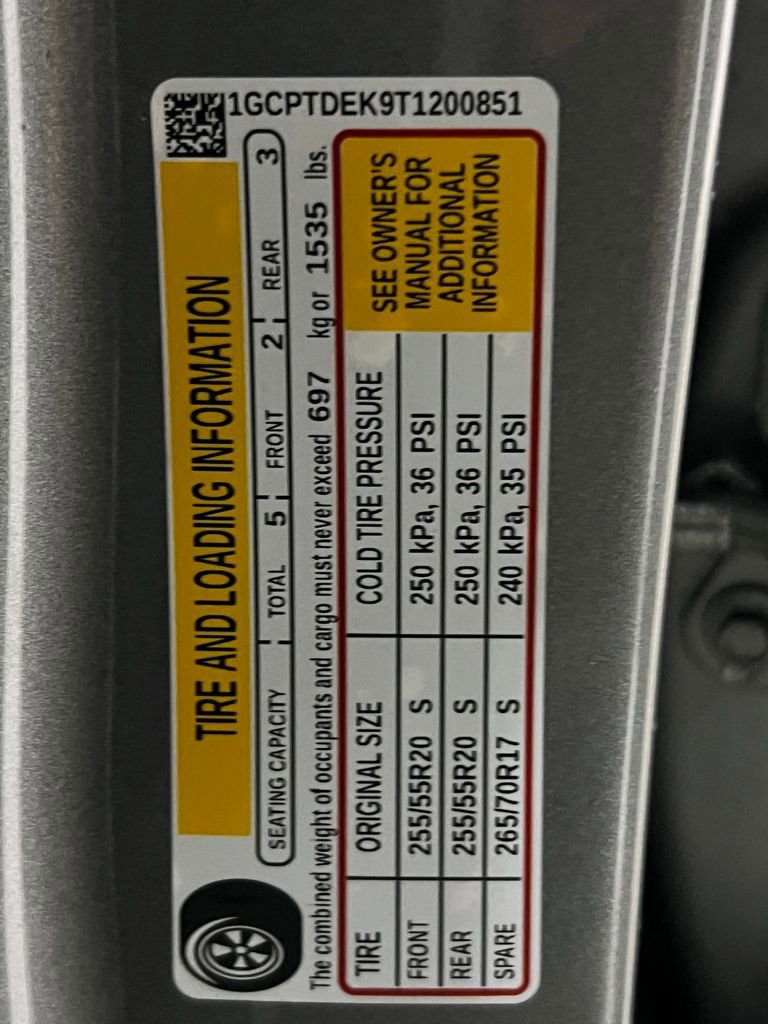 1GCPTDEK9T1200851
TIRE AND LOADING INFORMATION
SEATING CAPACITY TOTAL 5 FRONT 2 REAR 3
The combined weight of occupants and cargo must never exceed 697 kg or 1535 lbs.
TIRE ORIGINAL SIZE COLD TIRE PRESSURE
FRONT 255/55R20 S 250 kPa, 36 PSI
REAR 255/55R20 S 250 kPa, 36 PSI
SPARE 265/70R17 S 240 kPa, 35 PSI
SEE OWNER'S
MANUAL FOR
ADDITIONAL
INFORMATION